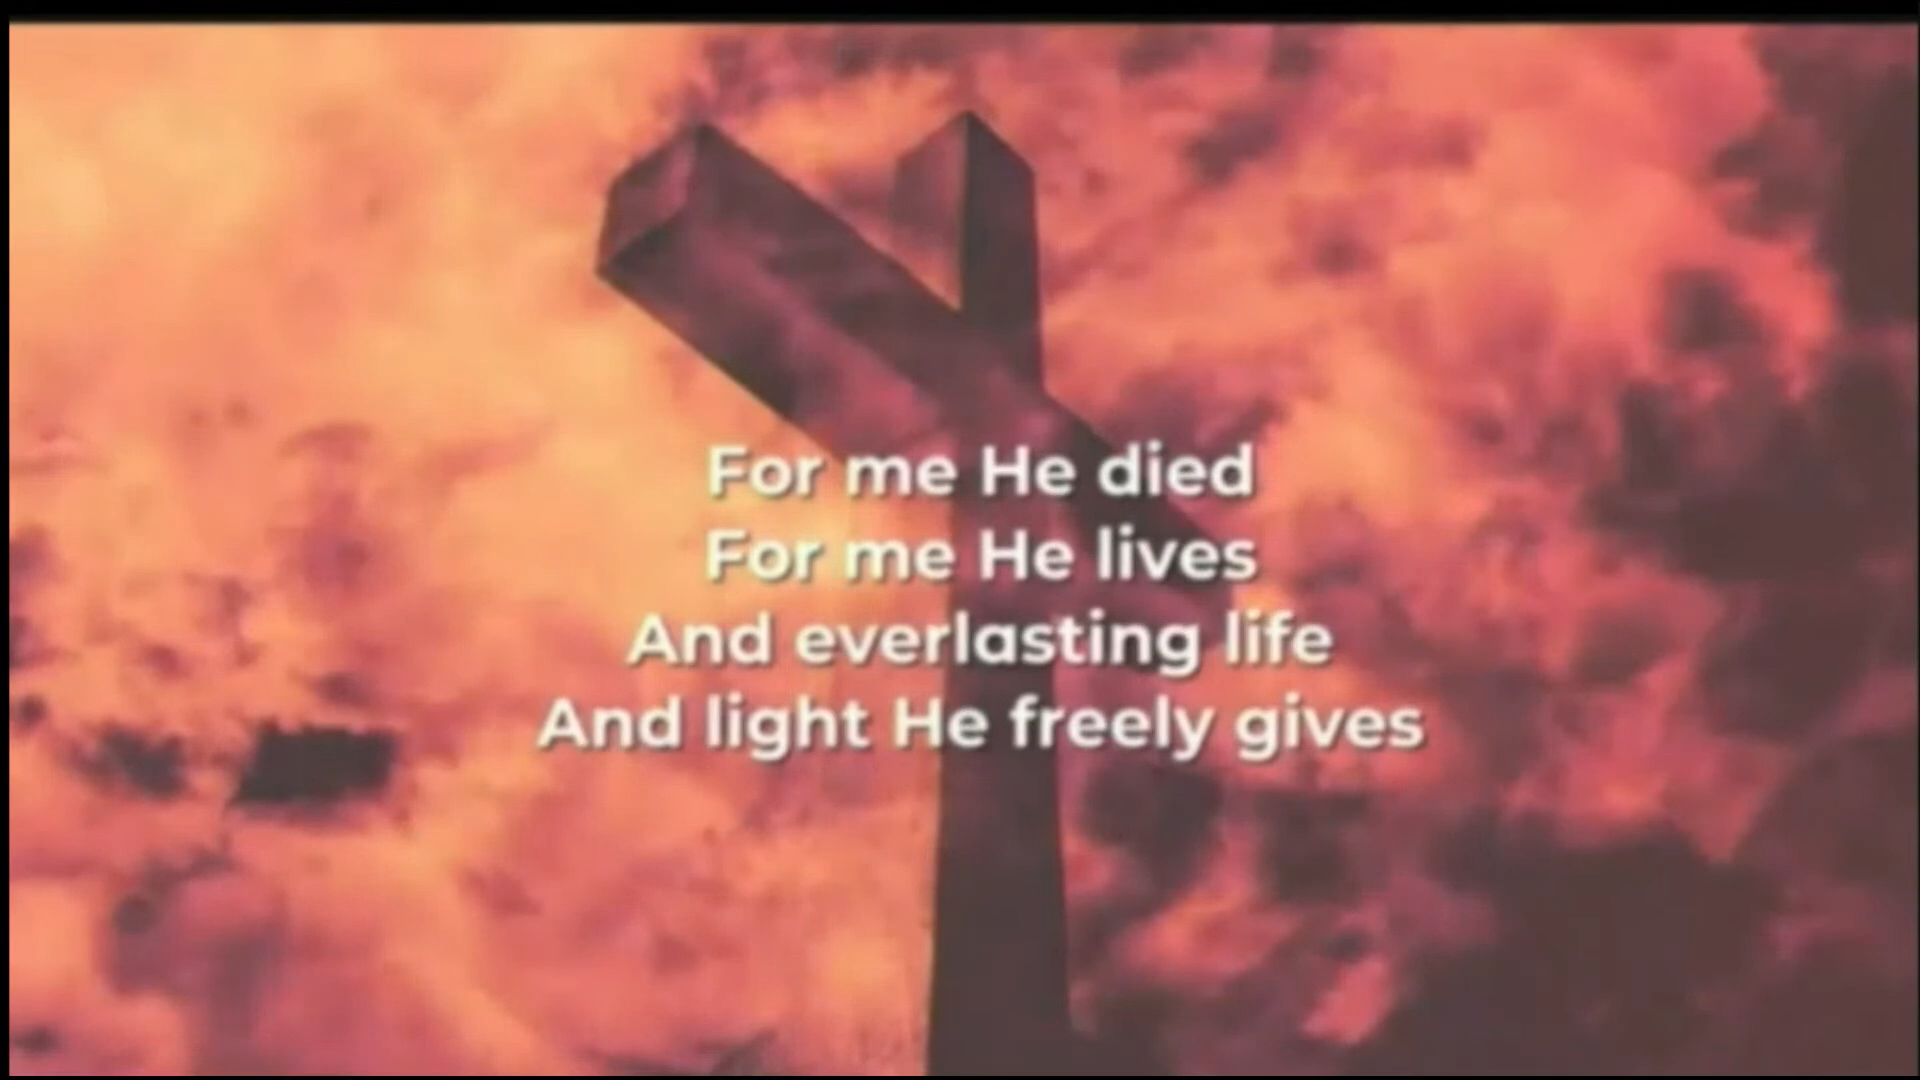 For me He died
For me He lives
And everlasting life
And light He freely gives